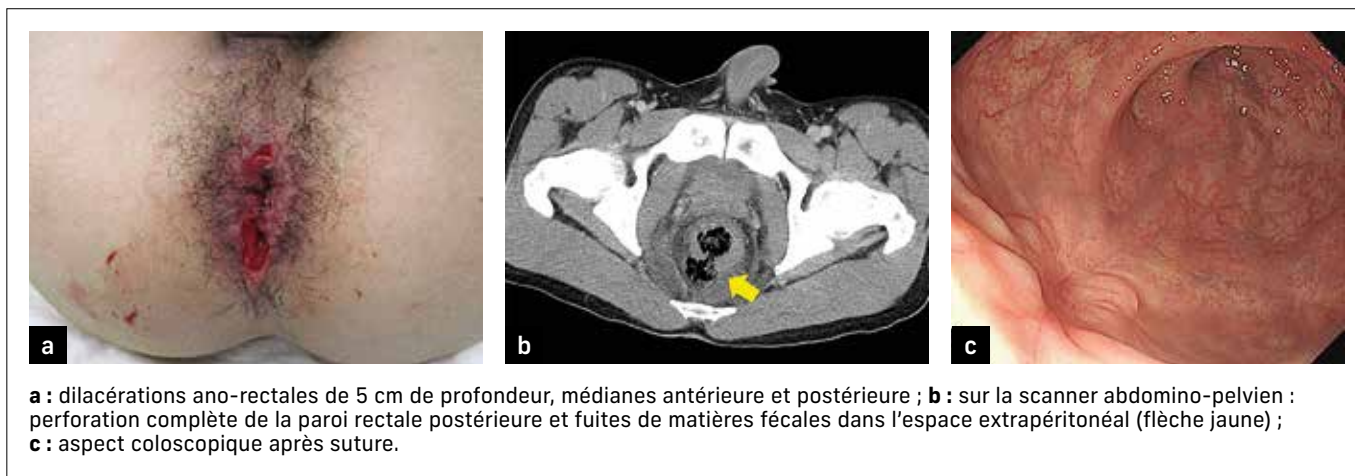 a
b
c
a : dilacérations ano-rectales de 5 cm de profondeur, médianes antérieure et postérieure ; b : sur la scanner abdomino-pelvien :
perforation complète de la paroi rectale postérieure et fuites de matières fécales dans l’espace extrapéritonéal (flèche jaune) ;
c : aspect coloscopique après suture.